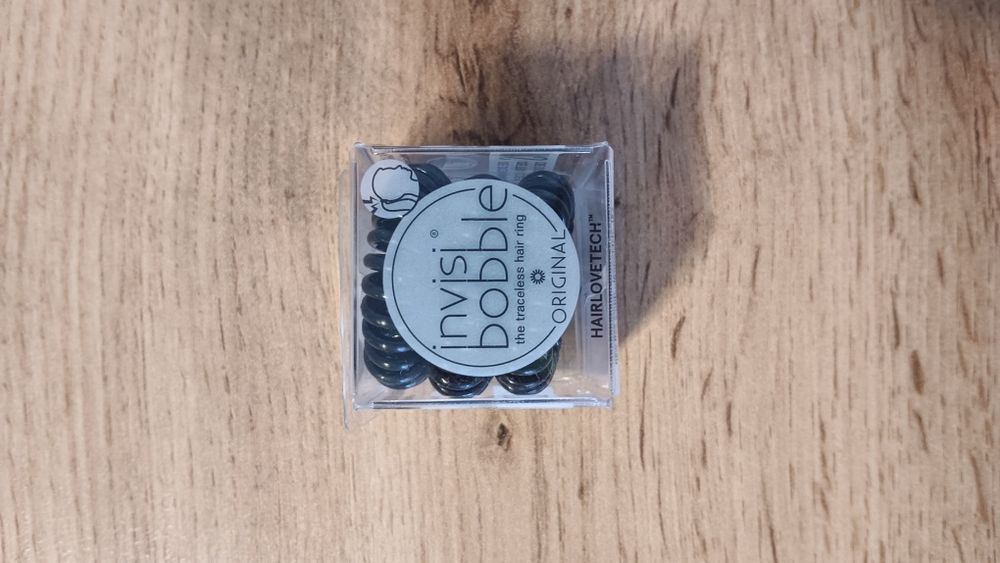 invisi®
bobble
the traceless hair ring
ORIGINAL
HAIRLOVETECH™